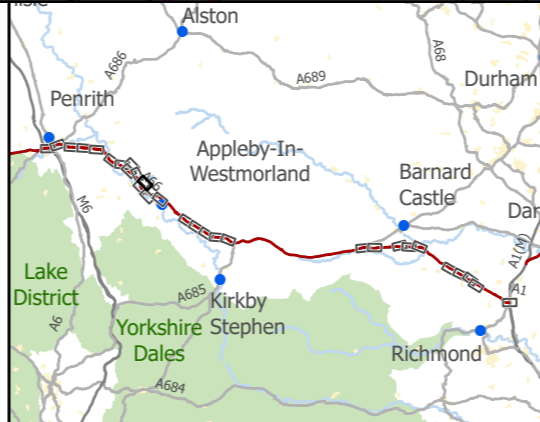 Alston
A686
A68
A689
Durham
Penrith
Appleby-In-
Westmorland
A66
Barnard
Castle
M6
A1(M)
Lake
District
A685
Kirkby
Stephen
A1
A6
Yorkshire
Dales
Richmond
A684